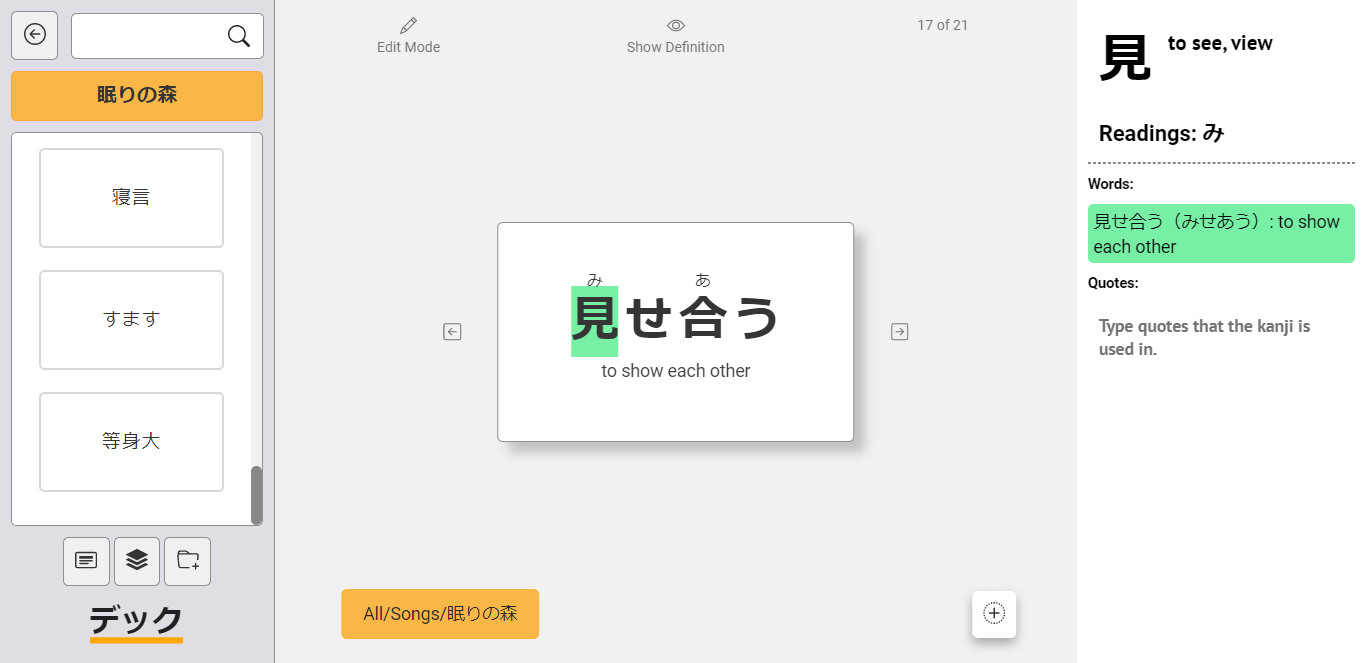 眠りの森
寝言
すます
等身大
デック
Edit Mode
Show Definition
17 of 21
み
あ
見せ合う
to show each other
All/Songs/眠りの森
見
to see, view
Readings: み
Words:
見せ合う（みせあう）: to show
each other
Quotes:
Type quotes that the kanji is
used in.